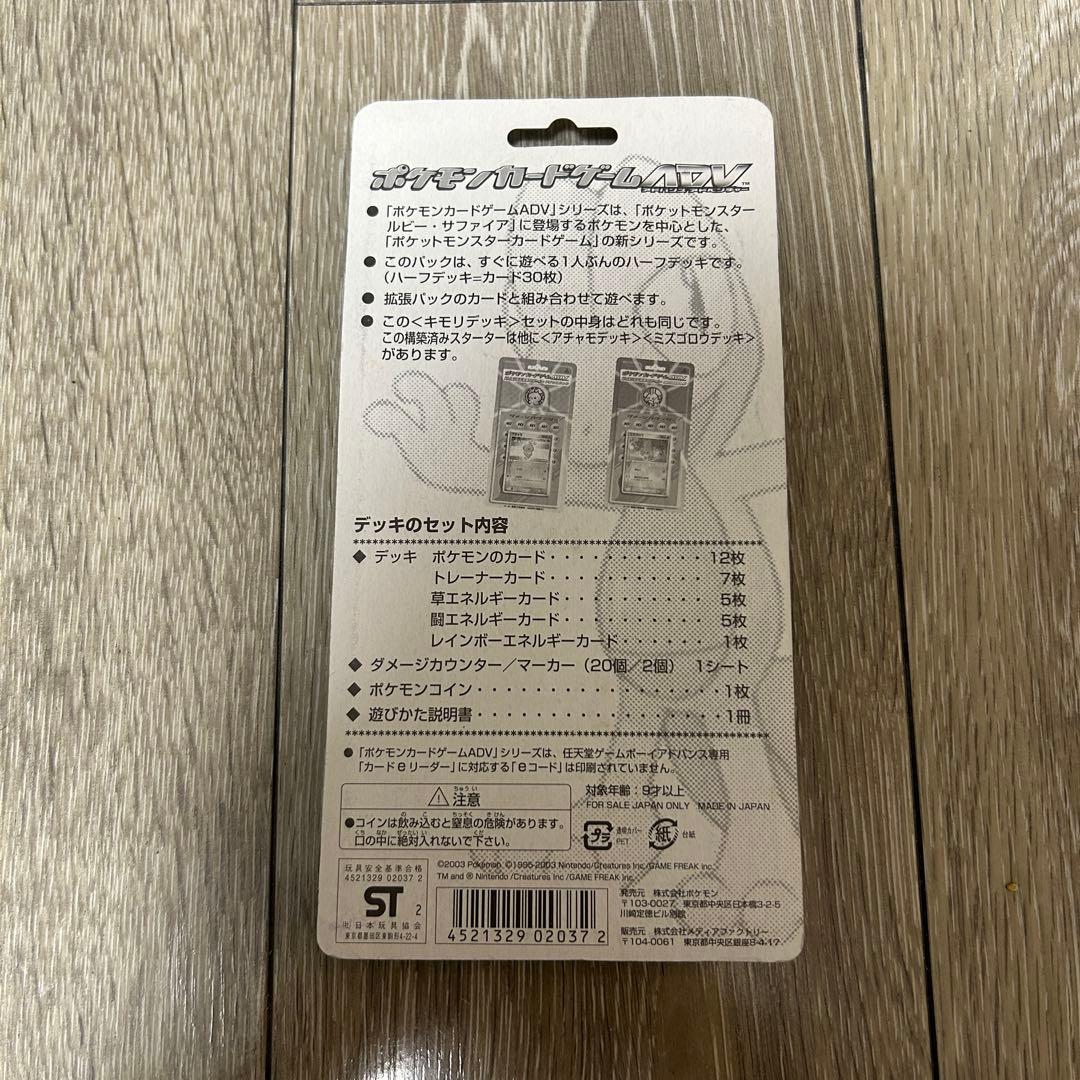 ポケモンカードゲームADV™
●「ポケモンカードゲームADV」シリーズは、「ポケットモンスター
ルビー・サファイア」に登場するポケモンを中心とした、
「ポケットモンスターカードゲーム」の新シリーズです。
●このパックは、すぐに遊べる1人ぶんのハーフデッキです。
(ハーフデッキ=カード30枚)
●拡張パックのカードと組み合わせて遊べます。
●この<キモリデッキ>セットの中身はどれも同じです。
この構築済みスターターは他に<アチャモデッキ><ミズゴロウデッキ>
があります。
デッキのセット内容
◆デッキ ポケモンのカード・・・・・・・・・・・12枚
トレーナーカード・・・・・・・・・・・7枚
草エネルギーカード・・・・・・・・・・5枚
闘エネルギーカード・・・・・・・・・・5枚
レインボーエネルギーカード・・・・・・1枚
◆ダメージカウンター/マーカー(20個/2個) 1シート
◆ポケモンコイン・・・・・・・・・・・・・・・・1枚
◆遊びかた説明書・・・・・・・・・・・・・・・・1冊
●「ポケモンカードゲームADV」シリーズは、任天堂ゲームボーイアドバンス専用
「カードeリーダー」に対応する「eコード」は印刷されていません。
⚠注意
●コインは飲み込むと窒息の危険があります。
口の中に絶対入れないで下さい。
対象年齢:9才以上
FOR SALE JAPAN ONLY MADE IN JAPAN
プラ 透明カバー PET 紙 台紙
玩具安全基準合格
4521329 02037 2
ST 2
(社)日本玩具協会
東京都墨田区東駒形4-22-4
©2003 Pokémon. ©1995-2003 Nintendo/Creatures Inc./GAME FREAK inc.
TM and ® Nintendo /Creatures Inc./GAME FREAK inc.
4 521329 020372
発売元 株式会社ポケモン
〒103-0027 東京都中央区日本橋3-2-5
川崎定徳ビル別館
販売元 株式会社メディアファクトリー
〒104-0061 東京都中央区銀座8-4-17